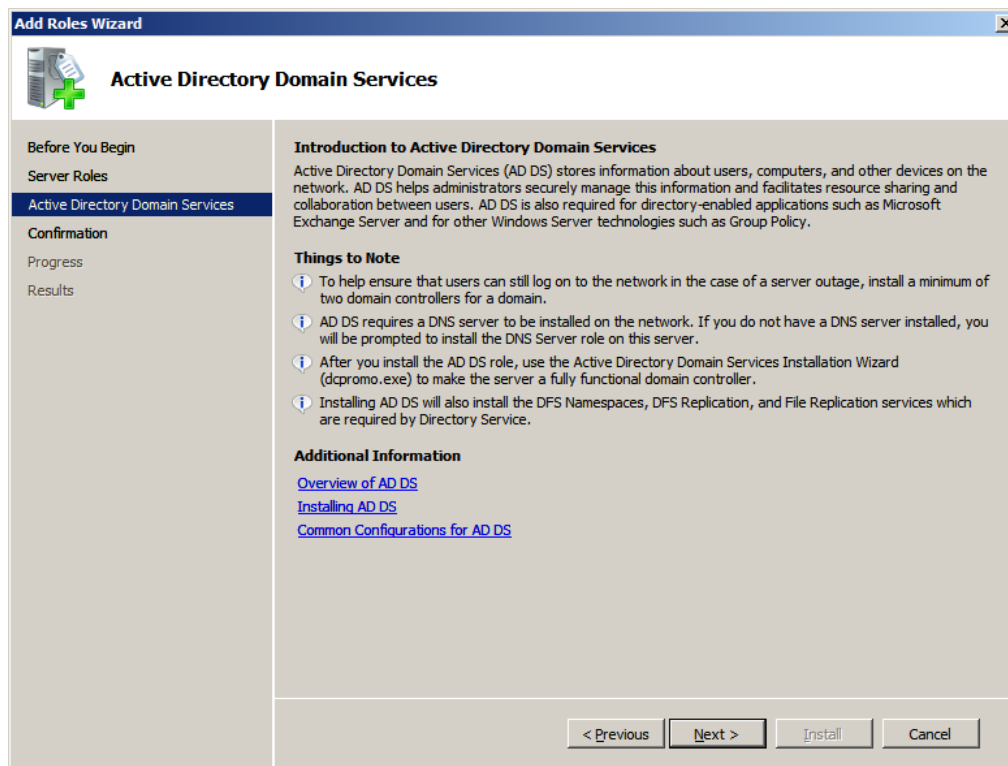 Add Roles Wizard
Active Directory Domain Services
Before You Begin
Server Roles
Active Directory Domain Services
Confirmation
Progress
Results
Introduction to Active Directory Domain Services
Active Directory Domain Services (AD DS) stores information about users, computers, and other devices on the
network. AD DS helps administrators securely manage this information and facilitates resource sharing and
collaboration between users. AD DS is also required for directory-enabled applications such as Microsoft
Exchange Server and for other Windows Server technologies such as Group Policy.
Things to Note
To help ensure that users can still log on to the network in the case of a server outage, install a minimum of
two domain controllers for a domain.
AD DS requires a DNS server to be installed on the network. If you do not have a DNS server installed, you
will be prompted to install the DNS Server role on this server.
After you install the AD DS role, use the Active Directory Domain Services Installation Wizard
(dcpromo.exe) to make the server a fully functional domain controller.
Installing AD DS will also install the DFS Namespaces, DFS Replication, and File Replication services which
are required by Directory Service.
Additional Information
Overview of AD DS
Installing AD DS
Common Configurations for AD DS
< Previous Next > Install Cancel